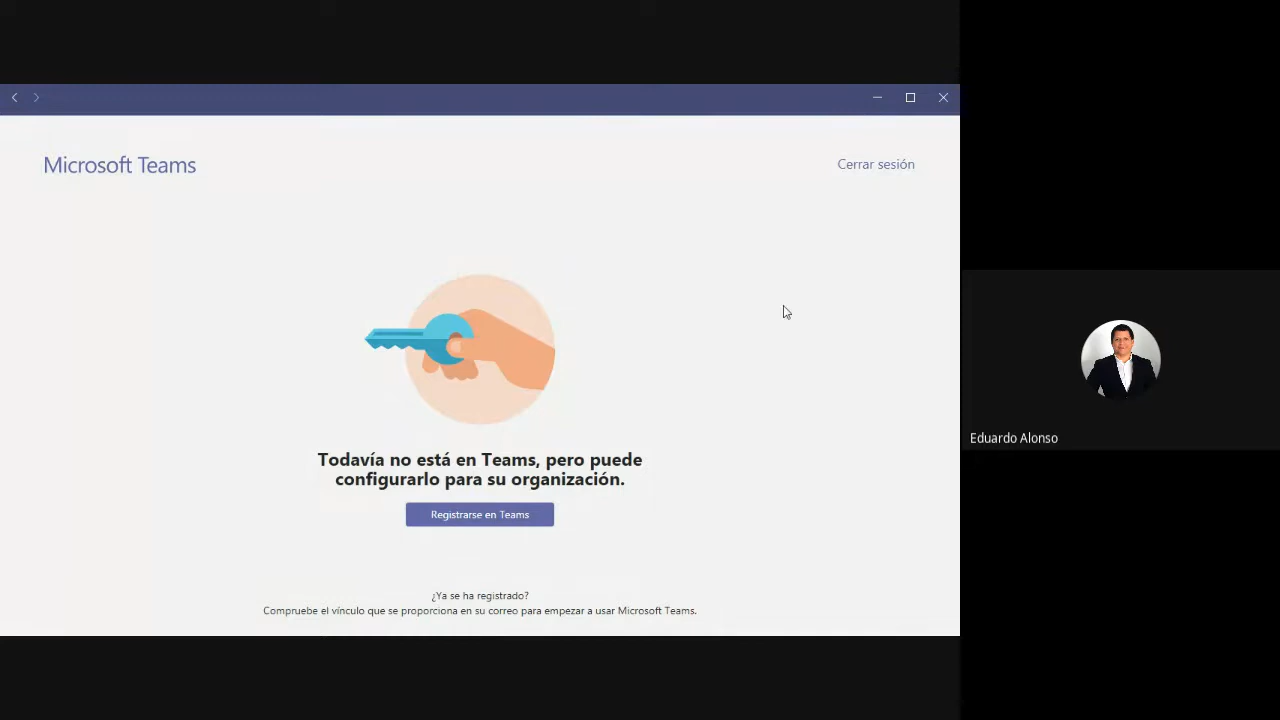 Microsoft Teams
Cerrar sesión
Todavía no está en Teams, pero puede
configurarlo para su organización.
Registrarse en Teams
¿Ya se ha registrado?
Compruebe el vínculo que se proporciona en su correo para empezar a usar Microsoft Teams.
Eduardo Alonso